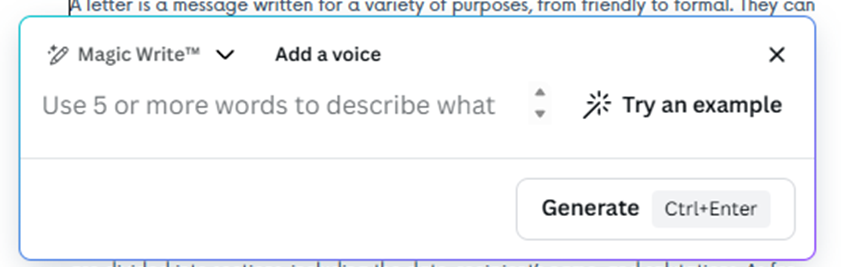 A letter is a message written for a variety of purposes, from friendly to formal. They can
Magic Write™ Add a voice
Use 5 or more words to describe what
Try an example
Generate Ctrl+Enter